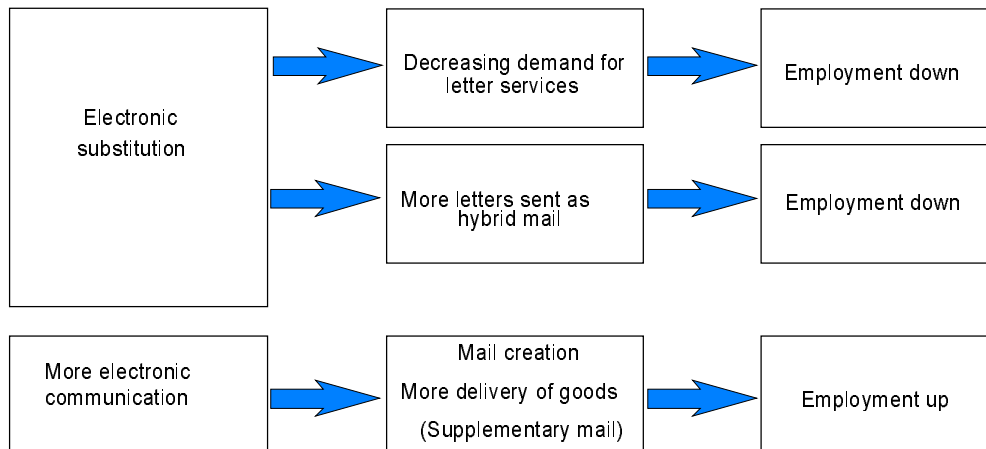 Electronic
substitution
Decreasing demand for
letter services
Employment down
More letters sent as
hybrid mail
Employment down
More electronic
communication
Mail creation
More delivery of goods
(Supplementary mail)
Employment up